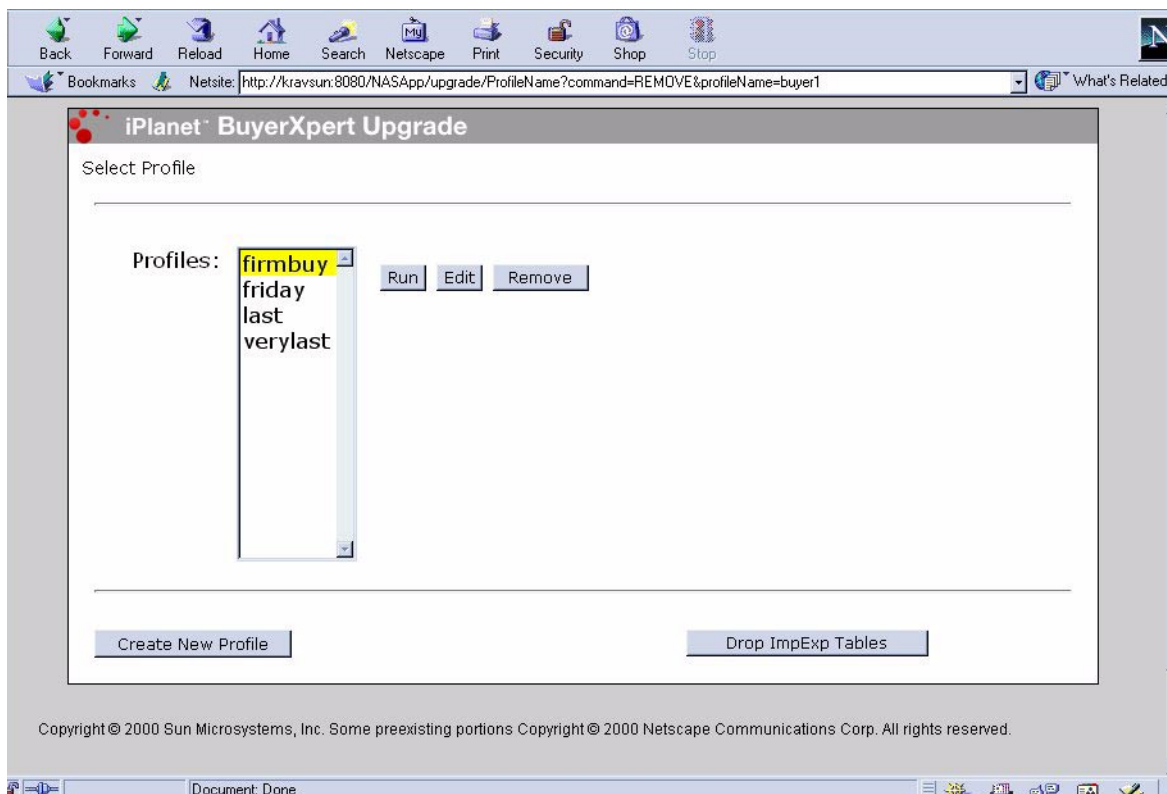 Back Forward Reload Home Search Netscape Print Security Shop Stop
Bookmarks Netsite: http://kravsun:8080/NASApp/upgrade/ProfileName?command=REMOVE&profileName=buyer1 What's Related
iPlanet™ BuyerXpert Upgrade
Select Profile
Profiles:
firmbuy
friday
last
verylast
Run Edit Remove
Create New Profile Drop ImpExp Tables
Copyright © 2000 Sun Microsystems, Inc. Some preexisting portions Copyright © 2000 Netscape Communications Corp. All rights reserved.
Document: Done